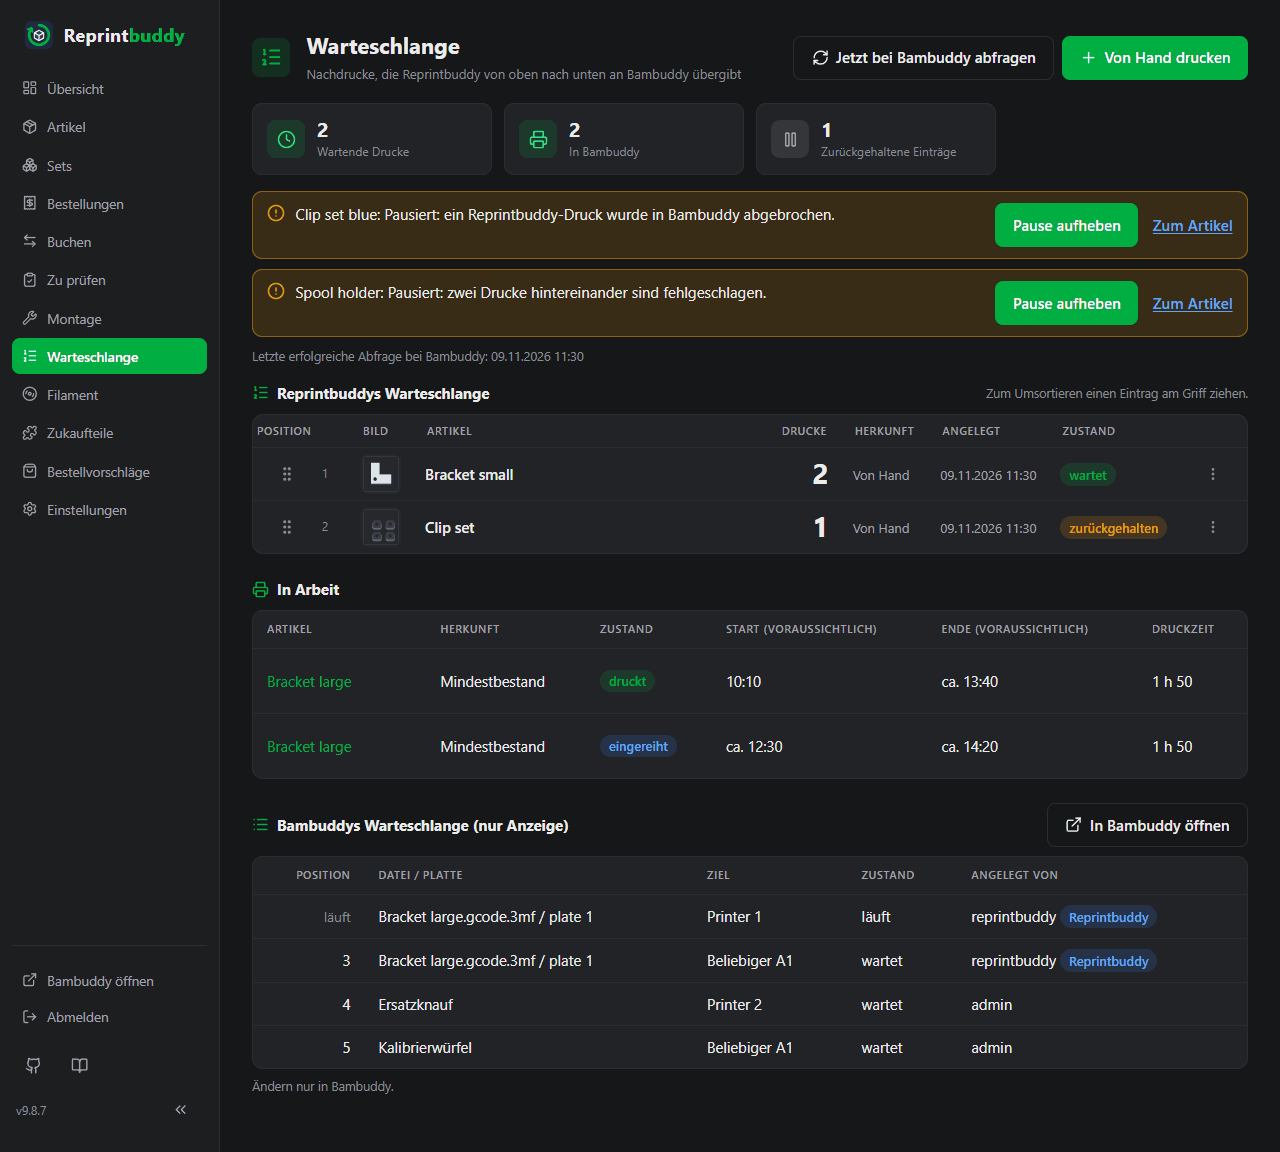 Reprintbuddy
Übersicht
Artikel
Sets
Bestellungen
Buchen
Zu prüfen
Montage
Warteschlange
Filament
Zukaufteile
Bestellvorschläge
Einstellungen
Bambuddy öffnen
Abmelden
v9.8.7
Warteschlange
Nachdrucke, die Reprintbuddy von oben nach unten an Bambuddy übergibt
Jetzt bei Bambuddy abfragen
Von Hand drucken
2
Wartende Drucke
2
In Bambuddy
1
Zurückgehaltene Einträge
Clip set blue: Pausiert: ein Reprintbuddy-Druck wurde in Bambuddy abgebrochen.
Pause aufheben
Zum Artikel
Spool holder: Pausiert: zwei Drucke hintereinander sind fehlgeschlagen.
Pause aufheben
Zum Artikel
Letzte erfolgreiche Abfrage bei Bambuddy: 09.11.2026 11:30
Reprintbuddys Warteschlange
Zum Umsortieren einen Eintrag am Griff ziehen.
POSITION BILD ARTIKEL DRUCKE HERKUNFT ANGELEGT ZUSTAND
1 Bracket small 2 Von Hand 09.11.2026 11:30 wartet
2 Clip set 1 Von Hand 09.11.2026 11:30 zurückgehalten
In Arbeit
ARTIKEL HERKUNFT ZUSTAND START (VORAUSSICHTLICH) ENDE (VORAUSSICHTLICH) DRUCKZEIT
Bracket large Mindestbestand druckt 10:10 ca. 13:40 1 h 50
Bracket large Mindestbestand eingereiht ca. 12:30 ca. 14:20 1 h 50
Bambuddys Warteschlange (nur Anzeige)
In Bambuddy öffnen
POSITION DATEI / PLATTE ZIEL ZUSTAND ANGELEGT VON
läuft Bracket large.gcode.3mf / plate 1 Printer 1 läuft reprintbuddy Reprintbuddy
3 Bracket large.gcode.3mf / plate 1 Beliebiger A1 wartet reprintbuddy Reprintbuddy
4 Ersatzknauf Printer 2 wartet admin
5 Kalibrierwürfel Beliebiger A1 wartet admin
Ändern nur in Bambuddy.